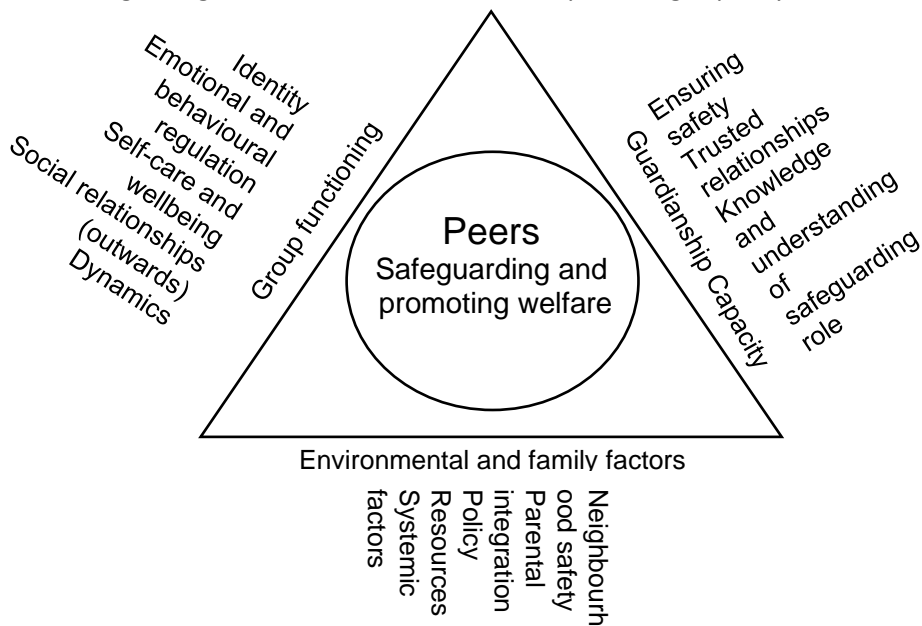 Identity
Emotional and
behavioural
regulation
Self-care and
wellbeing
Social relationships
(outwards)
Dynamics
Group functioning
Peers
Safeguarding and
promoting welfare
Ensuring
safety
Trusted
relationships
Knowledge
and
understanding
of
safeguarding
role
Guardianship Capacity
Environmental and family factors
Neighbourh
ood safety
Parental
integration
Policy
Resources
Systemic
factors